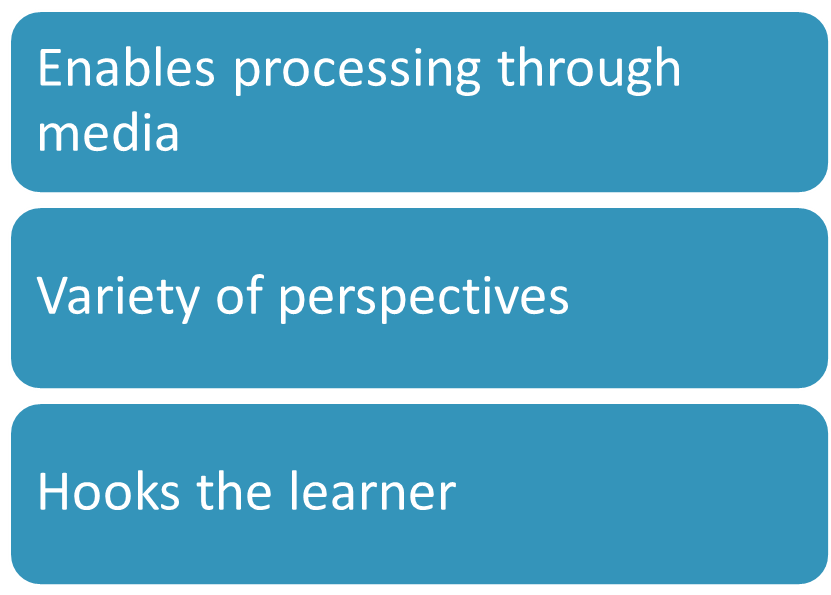 Enables processing through
media
Variety of perspectives
Hooks the learner